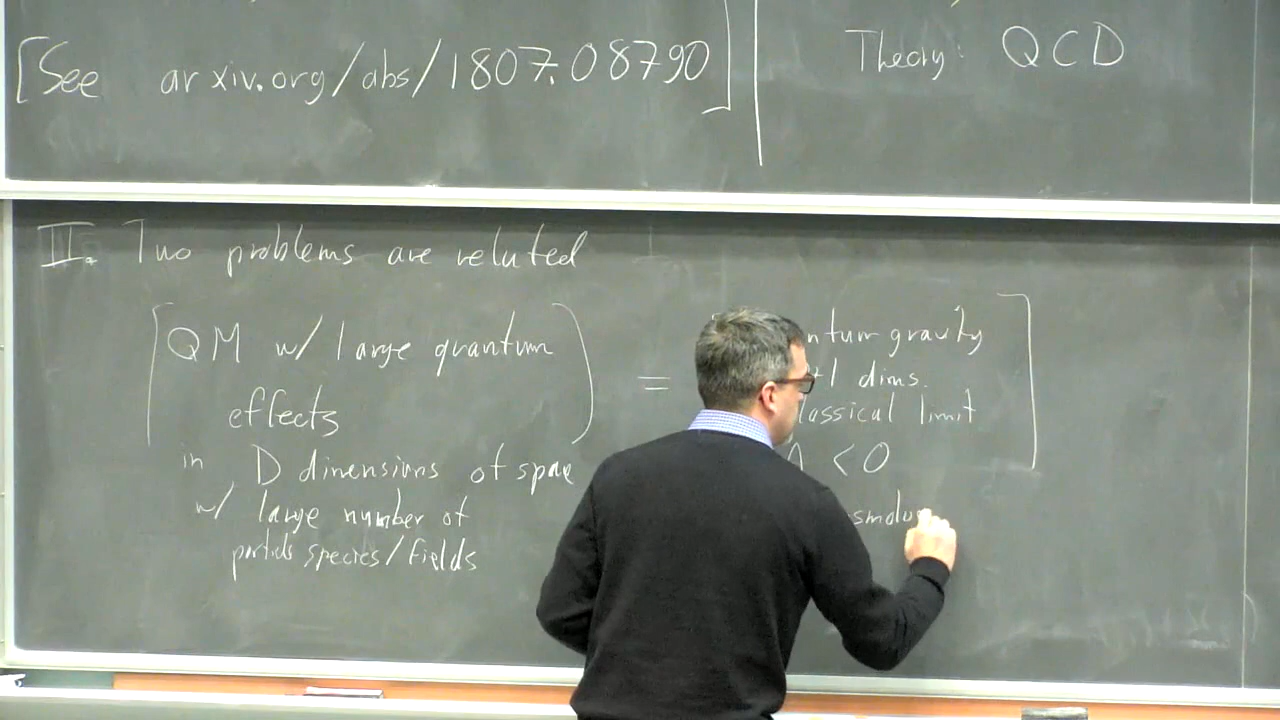 [See arxiv.org/abs/1807.08790]
Theory: QCD
II. Two problems are related
QM w/ large quantum
effects
in D dimensions of space
w/ large number of
particle species/fields
=
ntum gravity
+1 dims.
lassical limit
Λ < 0
smolo